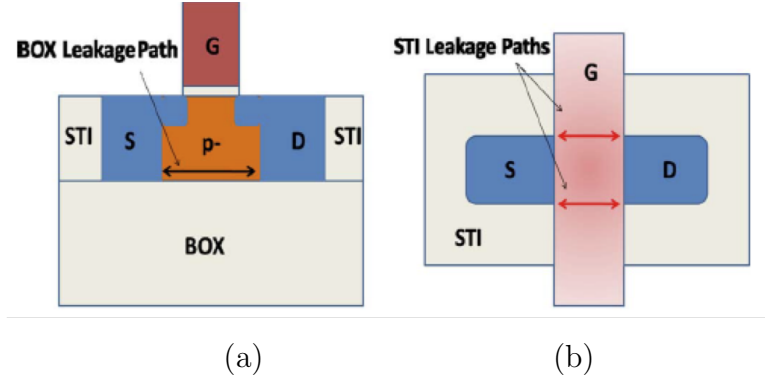 BOX Leakage Path
G
STI
S
p-
D
STI
BOX
(a)
STI Leakage Paths
G
S
D
STI
(b)